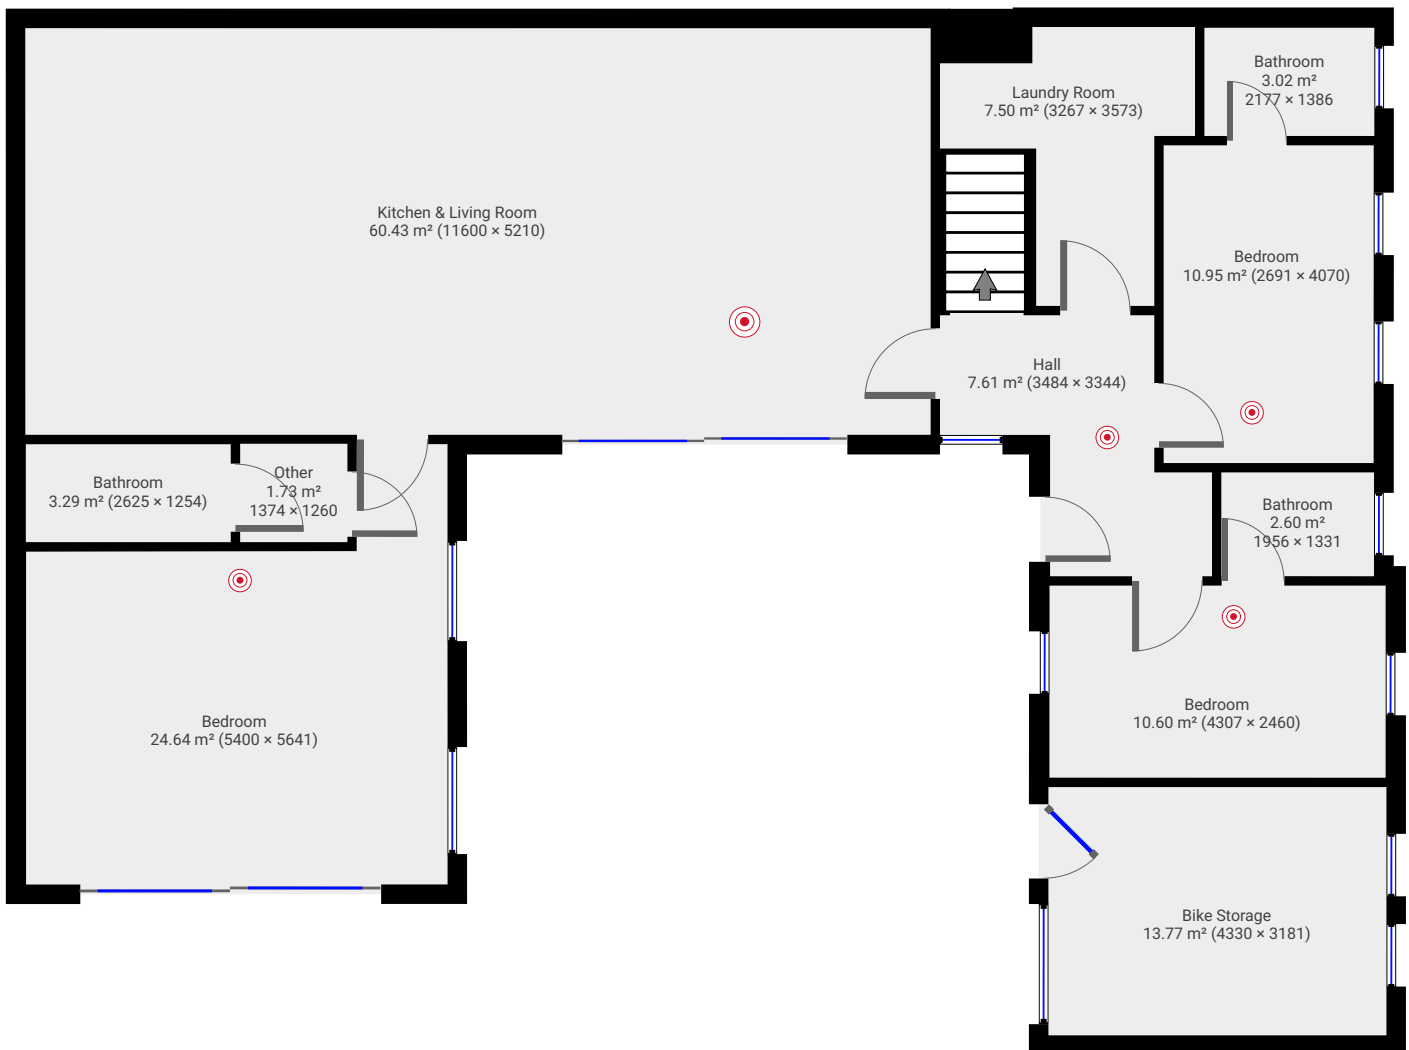 Kitchen & Living Room
60.43 m² (11600 × 5210)
Laundry Room
7.50 m² (3267 × 3573)
Bathroom
3.02 m²
2177 × 1386
Bedroom
10.95 m² (2691 × 4070)
Hall
7.61 m² (3484 × 3344)
Bathroom
3.29 m² (2625 × 1254)
Other
1.73 m²
1374 × 1260
Bathroom
2.60 m²
1956 × 1331
Bedroom
24.64 m² (5400 × 5641)
Bedroom
10.60 m² (4307 × 2460)
Bike Storage
13.77 m² (4330 × 3181)